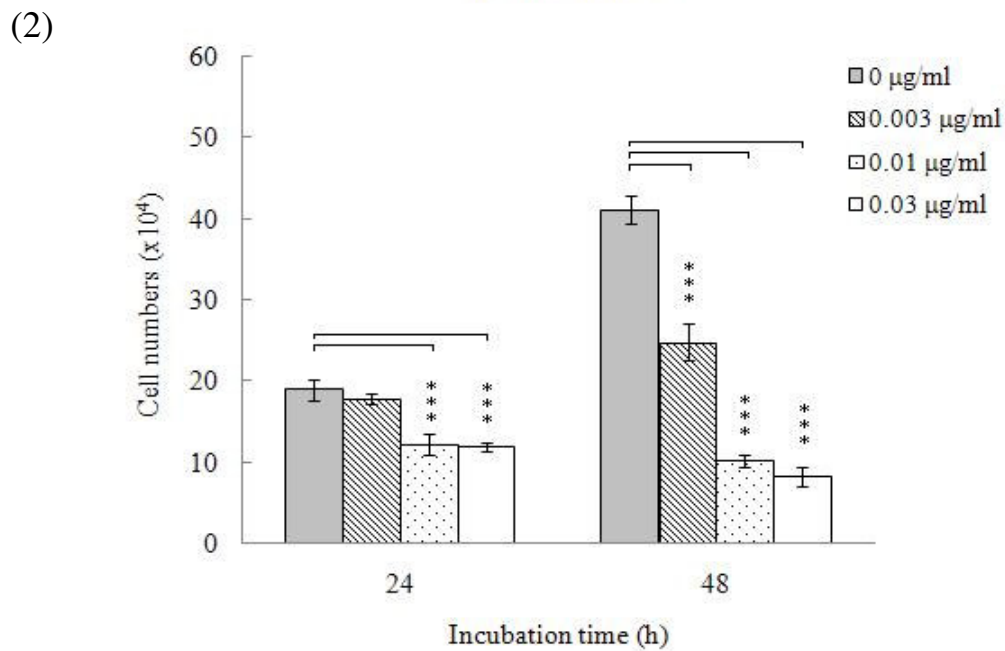 (2)
60
50
40
30
20
10
0
Cell numbers (x 10⁴)
0 µg/ml
0.003 µg/ml
0.01 µg/ml
0.03 µg/ml
***
***
***
***
***
24
48
Incubation time (h)